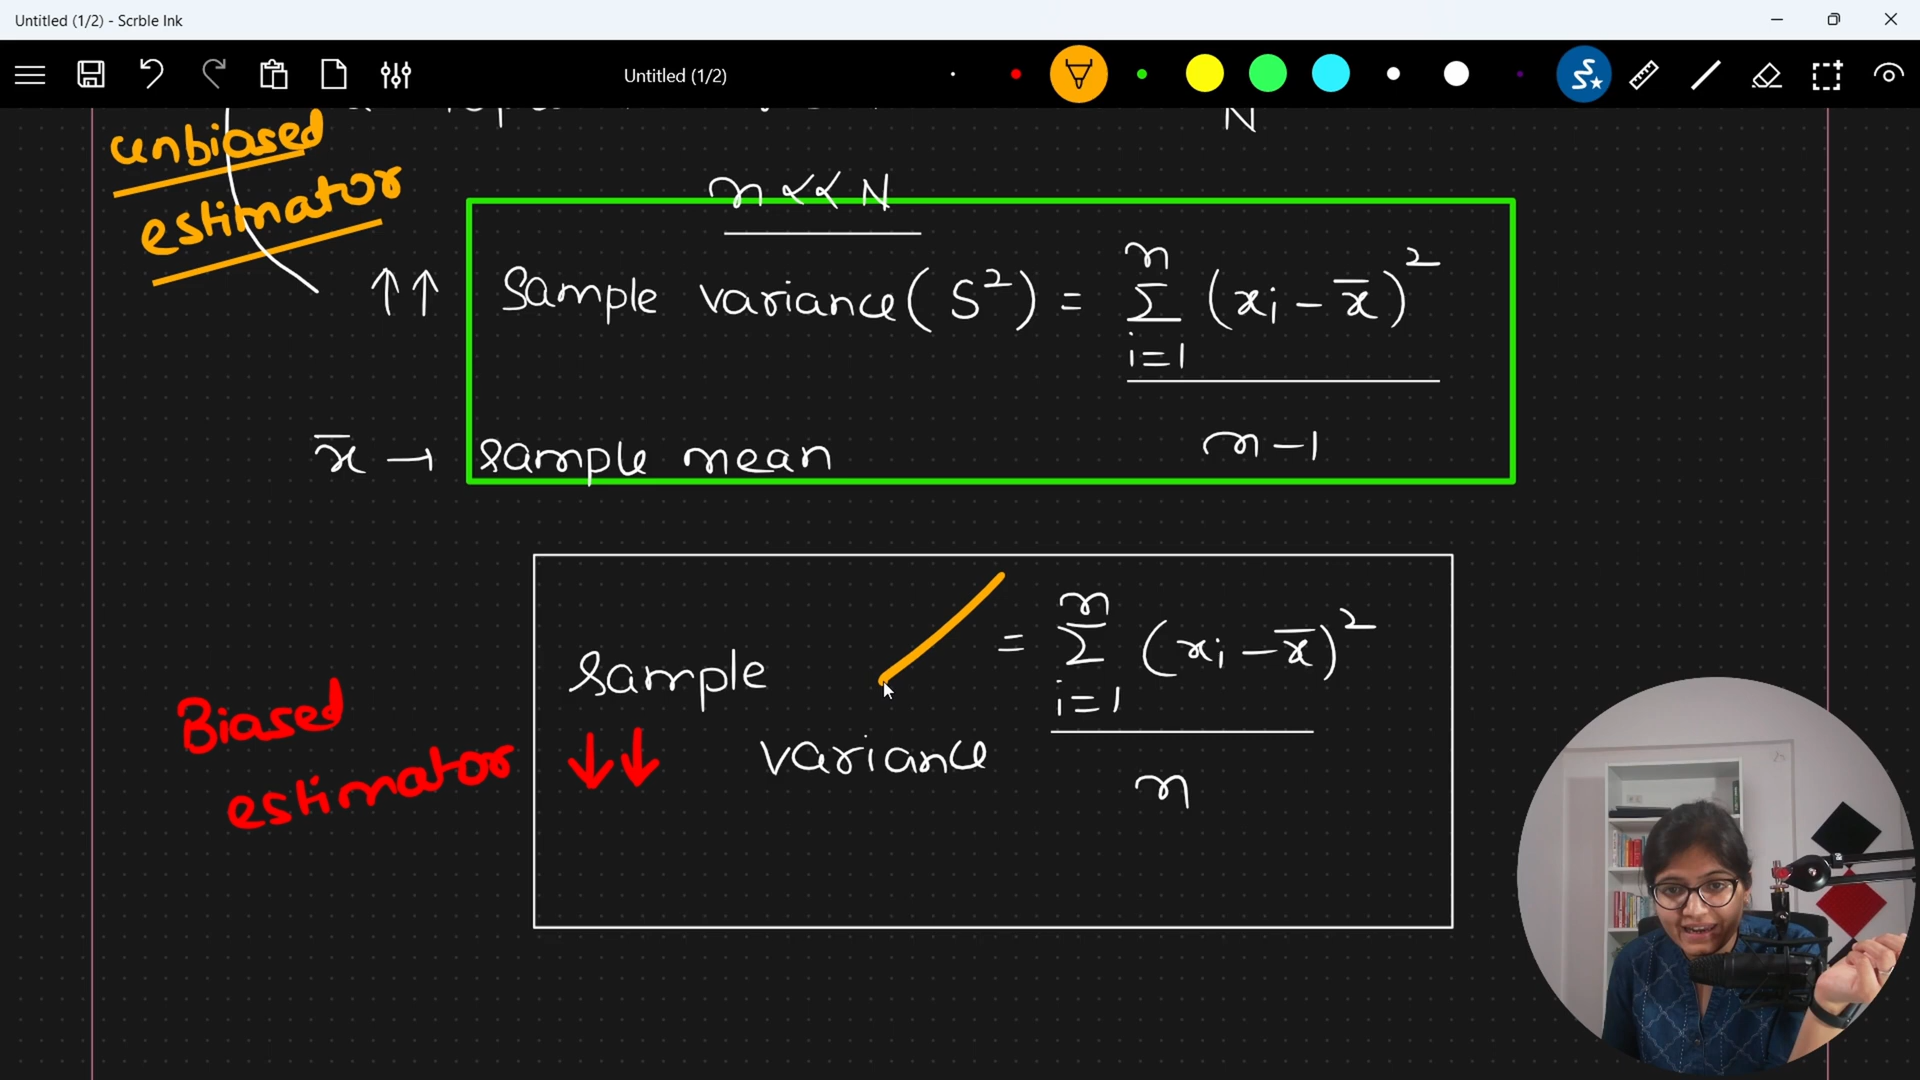 Untitled (1/2) - Scrble Ink
Untitled (1/2)
N
unbiased
estimator
n << N
↑↑ Sample variance (S²) = n Σ i=1 (xi - x̄)²
n - 1
x̄ → sample mean
Sample variance = n Σ i=1 (xi - x̄)²
n
Biased
estimator ↓↓